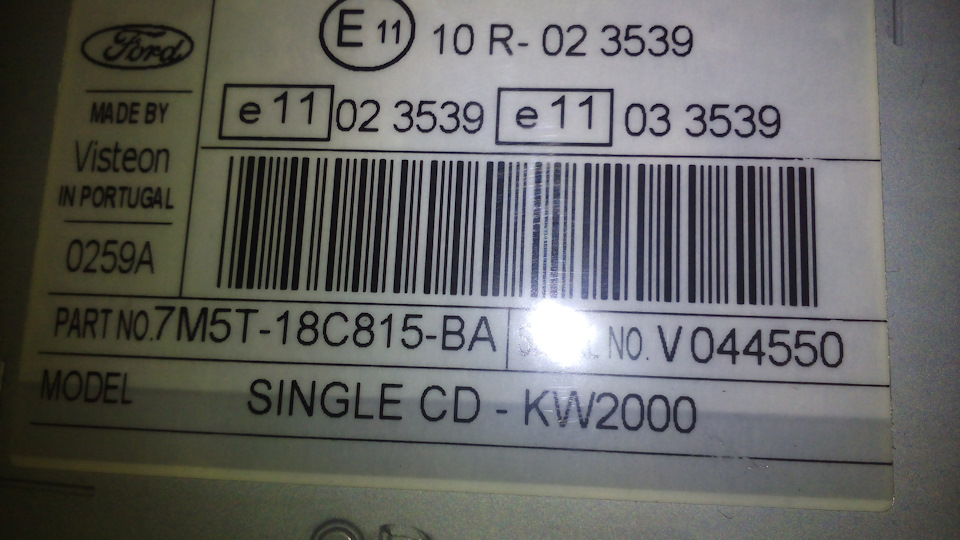 Ford
E 11 10 R- 02 3539
e 11 02 3539 e 11 03 3539
MADE BY
Visteon
IN PORTUGAL
0259A
PART NO. 7M5T-18C815-BA NO. V 044550
MODEL SINGLE CD - KW2000